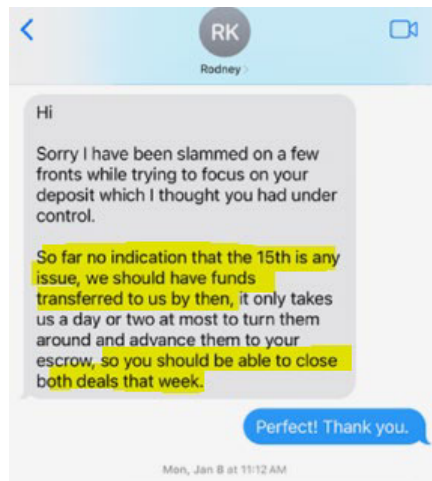 RK
Rodney
Hi
Sorry I have been slammed on a few
fronts while trying to focus on your
deposit which I thought you had under
control.
So far no indication that the 15th is any
issue, we should have funds
transferred to us by then, it only takes
us a day or two at most to turn them
around and advance them to your
escrow, so you should be able to close
both deals that week.
Perfect! Thank you.
Mon, Jan 8 at 11:12 AM